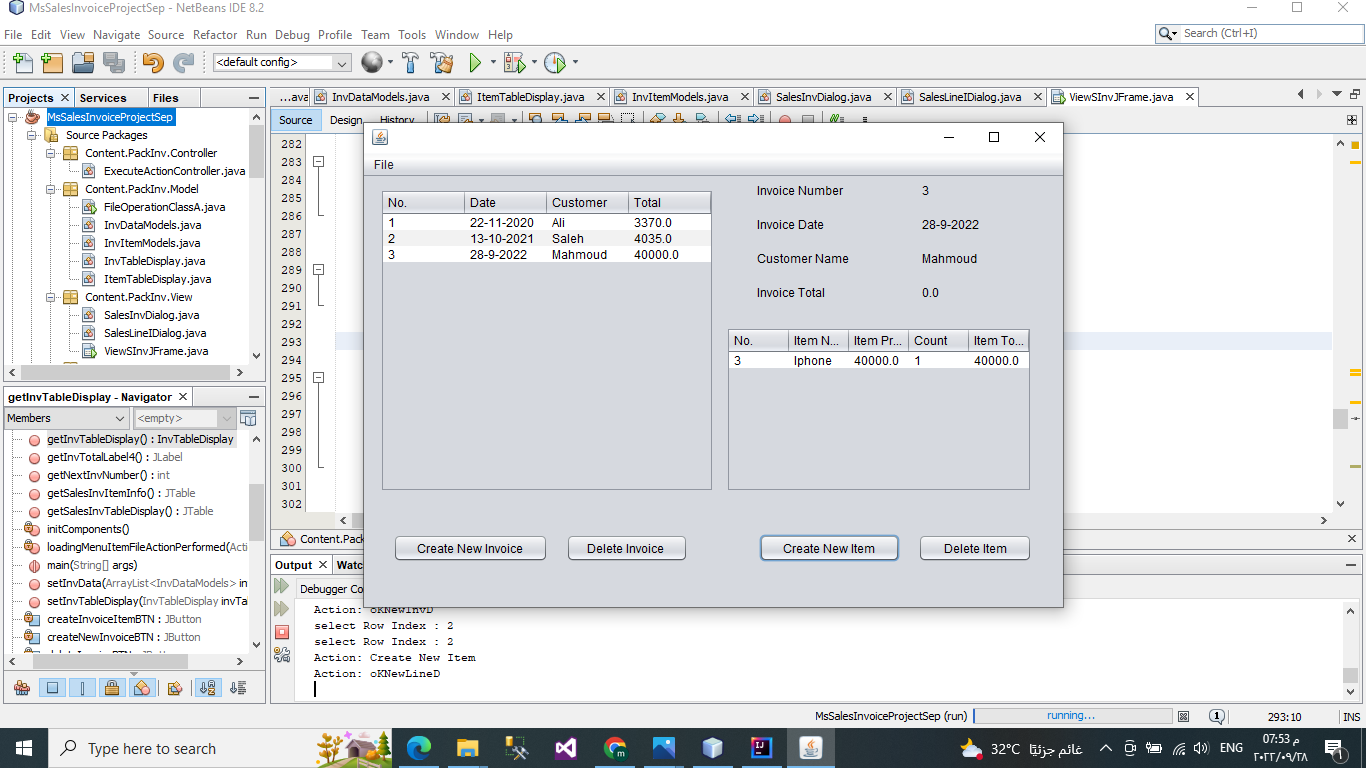 MsSalesInvoiceProjectSep - NetBeans IDE 8.2
File Edit View Navigate Source Refactor Run Debug Profile Team Tools Window Help
Search (Ctrl+I)
<default config>
Projects Services Files
MsSalesInvoiceProjectSep
Source Packages
Content.PackInv.Controller
ExecuteActionController.java
Content.PackInv.Model
FileOperationClassA.java
InvDataModels.java
InvItemModels.java
InvTableDisplay.java
ItemTableDisplay.java
Content.PackInv.View
SalesInvDialog.java
SalesLineIDialog.java
ViewSInvJFrame.java
getInvTableDisplay - Navigator
Members <empty>
getInvTableDisplay() : InvTableDisplay
getInvTotalLabel4() : JLabel
getNextInvNumber() : int
getSalesInvItemInfo() : JTable
getSalesInvTableDisplay() : JTable
initComponents()
loadingMenuItemFileActionPerformed(Acti
main(String[] args)
setInvData(ArrayList<InvDataModels> in
setInvTableDisplay(InvTableDisplay invTa
createInvoiceItemBTN : JButton
createNewInvoiceBTN : JButton
...ava InvDataModels.java ItemTableDisplay.java InvItemModels.java SalesInvDialog.java SalesLineIDialog.java ViewSInvJFrame.java
Source Design History
282
283
284
285
286
287
288
289
290
291
292
293
294
295
296
297
298
299
300
301
302
File
No. Date Customer Total
1 22-11-2020 Ali 3370.0
2 13-10-2021 Saleh 4035.0
3 28-9-2022 Mahmoud 40000.0
Invoice Number 3
Invoice Date 28-9-2022
Customer Name Mahmoud
Invoice Total 0.0
No. Item N... Item Pr... Count Item To...
3 Iphone 40000.0 1 40000.0
Create New Invoice Delete Invoice Create New Item Delete Item
Content.Pack
Output Watc
Debugger Co
Action: oKNewInvD
select Row Index : 2
select Row Index : 2
Action: Create New Item
Action: oKNewLineD
MsSalesInvoiceProjectSep (run) running... 1 293:10 INS
Type here to search
32°C غائم جزئيًا ENG
07:53 م
٢٠٢٢/٠٩/٢٨
1